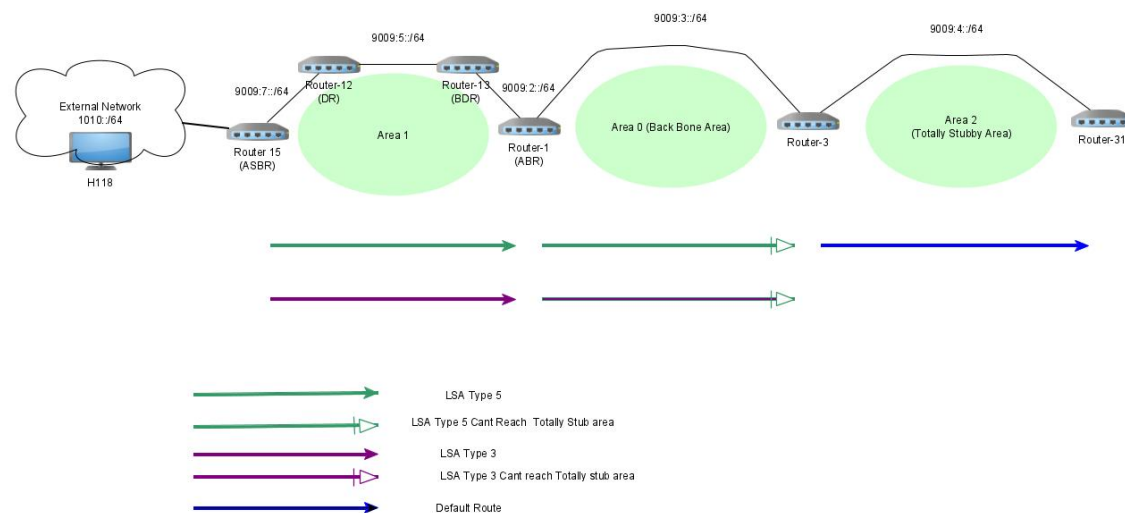 9009:5::/64
9009:3::/64
9009:4::/64
External Network
1010::/64
H118
9009:7::/64
Router 15
(ASBR)
Router-12
(DR)
Area 1
Router-13
(BDR)
9009:2::/64
Router-1
(ABR)
Area 0 (Back Bone Area)
Router-3
Area 2
(Totally Stubby Area)
Router-31
LSA Type 5
LSA Type 5 Cant Reach Totally Stub area
LSA Type 3
LSA Type 3 Cant reach Totally stub area
Default Route